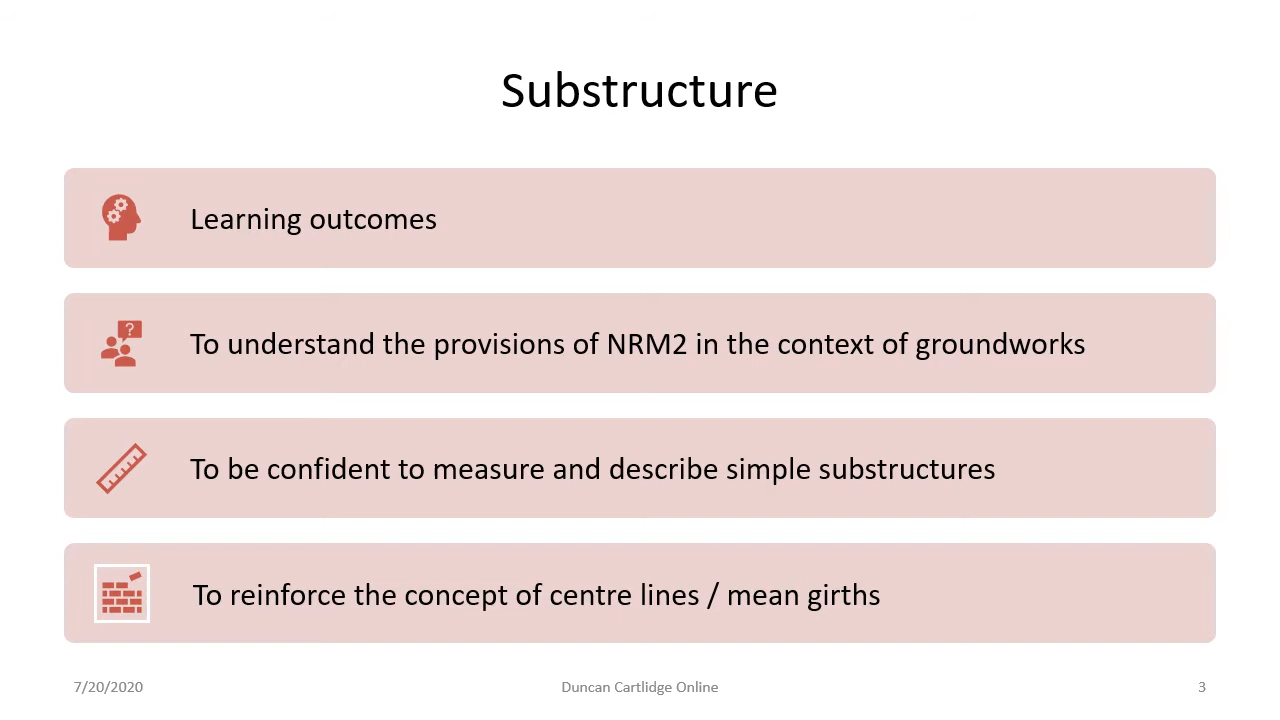 Substructure
Learning outcomes
?
To understand the provisions of NRM2 in the context of groundworks
To be confident to measure and describe simple substructures
To reinforce the concept of centre lines / mean girths
7/20/2020
Duncan Cartlidge Online
3